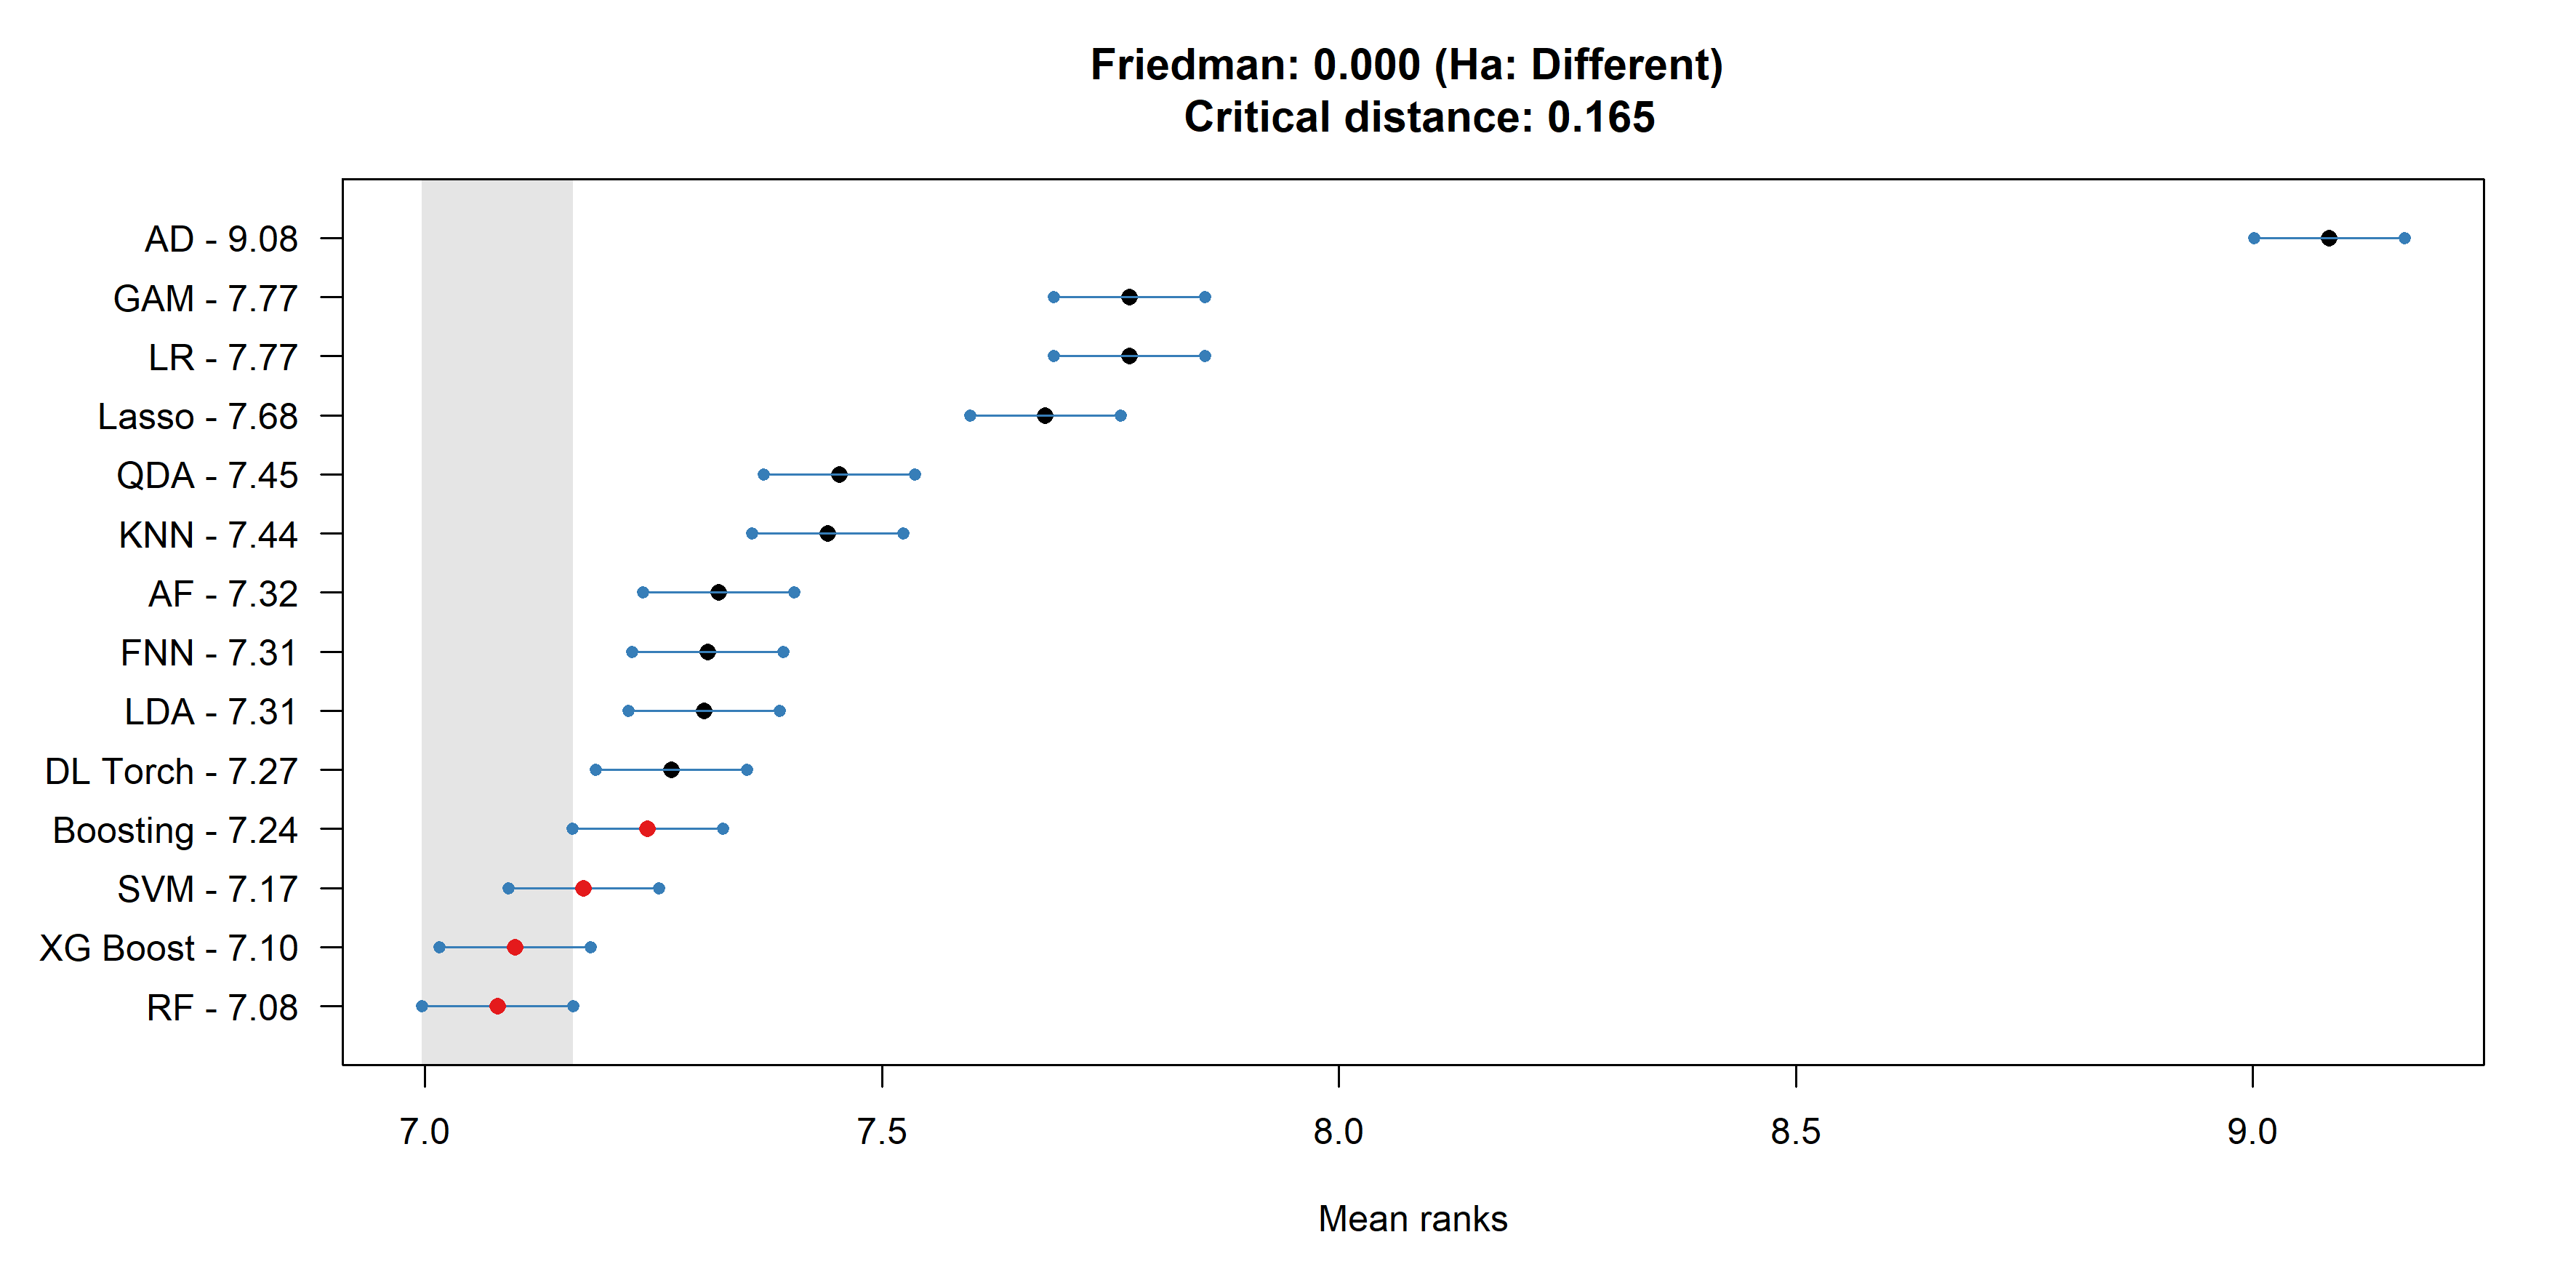 Friedman: 0.000 (Ha: Different)
Critical distance: 0.165
AD - 9.08
GAM - 7.77
LR - 7.77
Lasso - 7.68
QDA - 7.45
KNN - 7.44
AF - 7.32
FNN - 7.31
LDA - 7.31
DL Torch - 7.27
Boosting - 7.24
SVM - 7.17
XG Boost - 7.10
RF - 7.08
7.0 7.5 8.0 8.5 9.0
Mean ranks